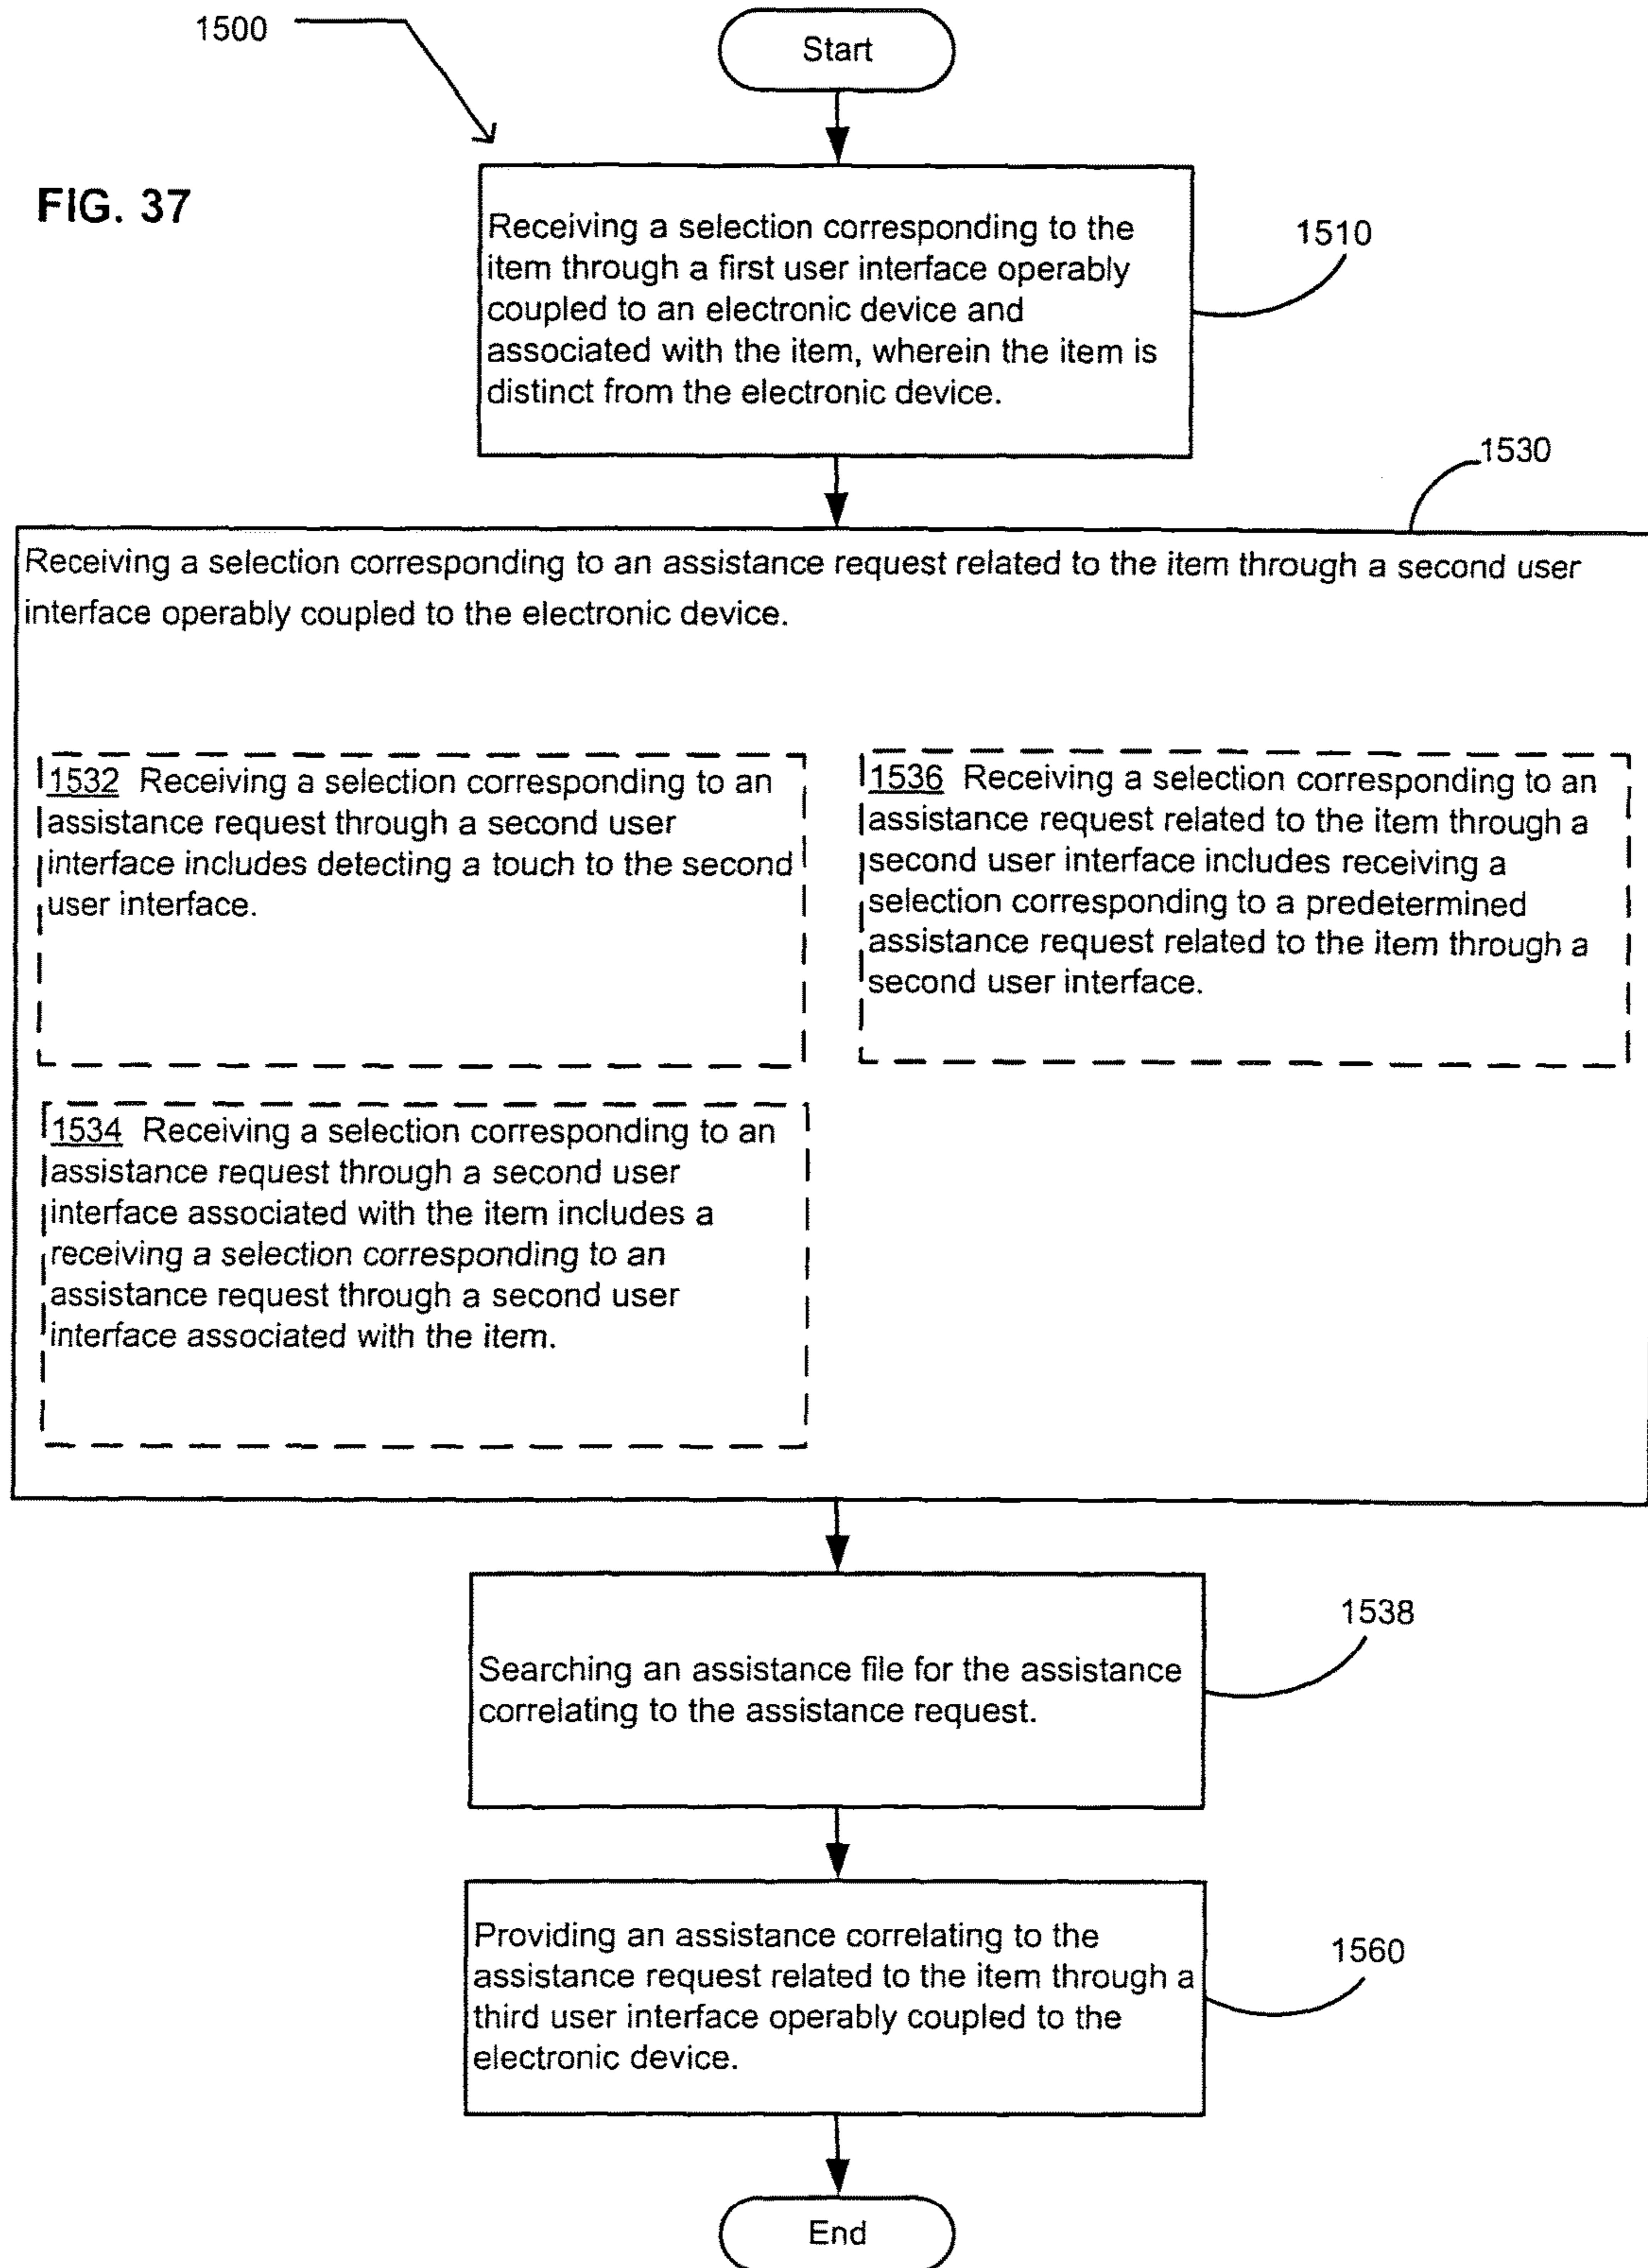 1500
Start
FIG. 37
Receiving a selection corresponding to the
item through a first user interface operably
coupled to an electronic device and
associated with the item, wherein the item is
distinct from the electronic device.
1510
1530
Receiving a selection corresponding to an assistance request related to the item through a second user
interface operably coupled to the electronic device.
1532 Receiving a selection corresponding to an
assistance request through a second user
interface includes detecting a touch to the second
user interface.
1536 Receiving a selection corresponding to an
assistance request related to the item through a
second user interface includes receiving a
selection corresponding to a predetermined
assistance request related to the item through a
second user interface.
1534 Receiving a selection corresponding to an
assistance request through a second user
interface associated with the item includes a
receiving a selection corresponding to an
assistance request through a second user
interface associated with the item.
Searching an assistance file for the assistance
correlating to the assistance request.
1538
Providing an assistance correlating to the
assistance request related to the item through a
third user interface operably coupled to the
electronic device.
1560
End